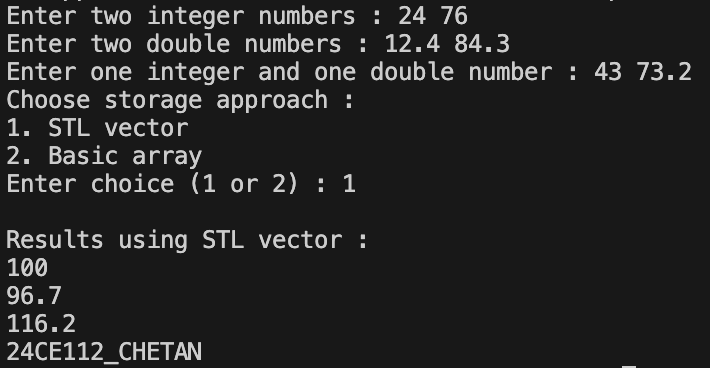 Enter two integer numbers : 24 76
Enter two double numbers : 12.4 84.3
Enter one integer and one double number : 43 73.2
Choose storage approach :
1. STL vector
2. Basic array
Enter choice (1 or 2) : 1
Results using STL vector :
100
96.7
116.2
24CE112_CHETAN